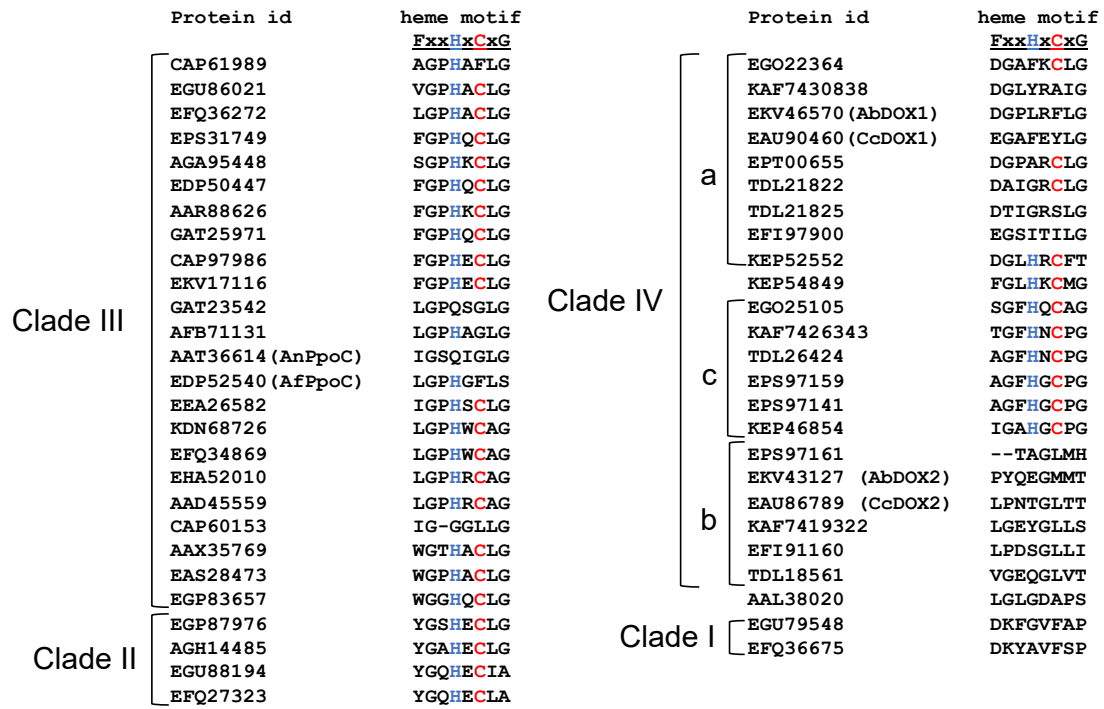 Protein id heme motif
FxxHxCxG
CAP61989 AGPHAFLG
EGU86021 VGPHACLG
EFQ36272 LGPHACLG
EPS31749 FGPHQCLG
AGA95448 SGPHKCLG
EDP50447 FGPHQCLG
AAR88626 FGPHKCLG
GAT25971 FGPHQCLG
CAP97986 FGPHECLG
EKV17116 FGPHECLG
GAT23542 LGPQSGLG
Clade III
AFB71131 LGPHAGLG
AAT36614(AnPpoC) IGSQIGLG
EDP52540(AfPpoC) LGPHGFLS
EEA26582 IGPHSCLG
KDN68726 LGPHWCAG
EFQ34869 LGPHWCAG
EHA52010 LGPHRCAG
AAD45559 LGPHRCAG
CAP60153 IG-GGLLG
AAX35769 WGTHACLG
EAS28473 WGPHACLG
EGP83657 WGGHQCLG
EGP87976 YGSHECLG
AGH14485 YGAHECLG
Clade II
EGU88194 YGQHECIA
EFQ27323 YGQHECLA
Protein id heme motif
FxxHxCxG
EGO22364 DGAFKCLG
KAF7430838 DGLYRAIG
EKV46570(AbDOX1) DGPLRFLG
EAU90460(CcDOX1) EGAFEYLG
a
EPT00655 DGPARCLG
TDL21822 DAIGRCLG
TDL21825 DTIGRSLG
EFI97900 EGSITILG
KEP52552 DGLHRCFT
KEP54849 FGLHKCMG
Clade IV
EGO25105 SGFHQCAG
KAF7426343 TGFHNCPG
c
TDL26424 AGFHNCPG
EPS97159 AGFHGCPG
EPS97141 AGFHGCPG
KEP46854 IGAHGCPG
EPS97161 --TAGLMH
EKV43127 (AbDOX2) PYQEGMMT
b
EAU86789 (CcDOX2) LPNTGLTT
KAF7419322 LGEYGLLS
EFI91160 LPDSGLLI
TDL18561 VGEQGLVT
AAL38020 LGLGDAPS
Clade I
EGU79548 DKFGVFAP
EFQ36675 DKYAVFSP